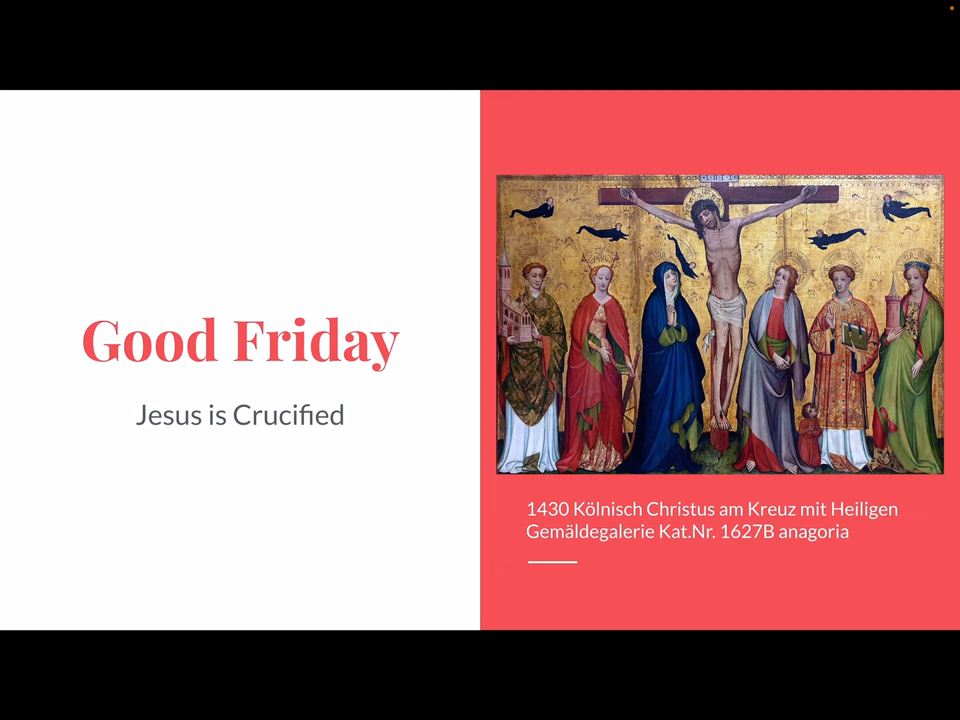 Good Friday
Jesus is Crucified
1430 Kölnisch Christus am Kreuz mit Heiligen
Gemäldegalerie Kat.Nr. 1627B anagoria